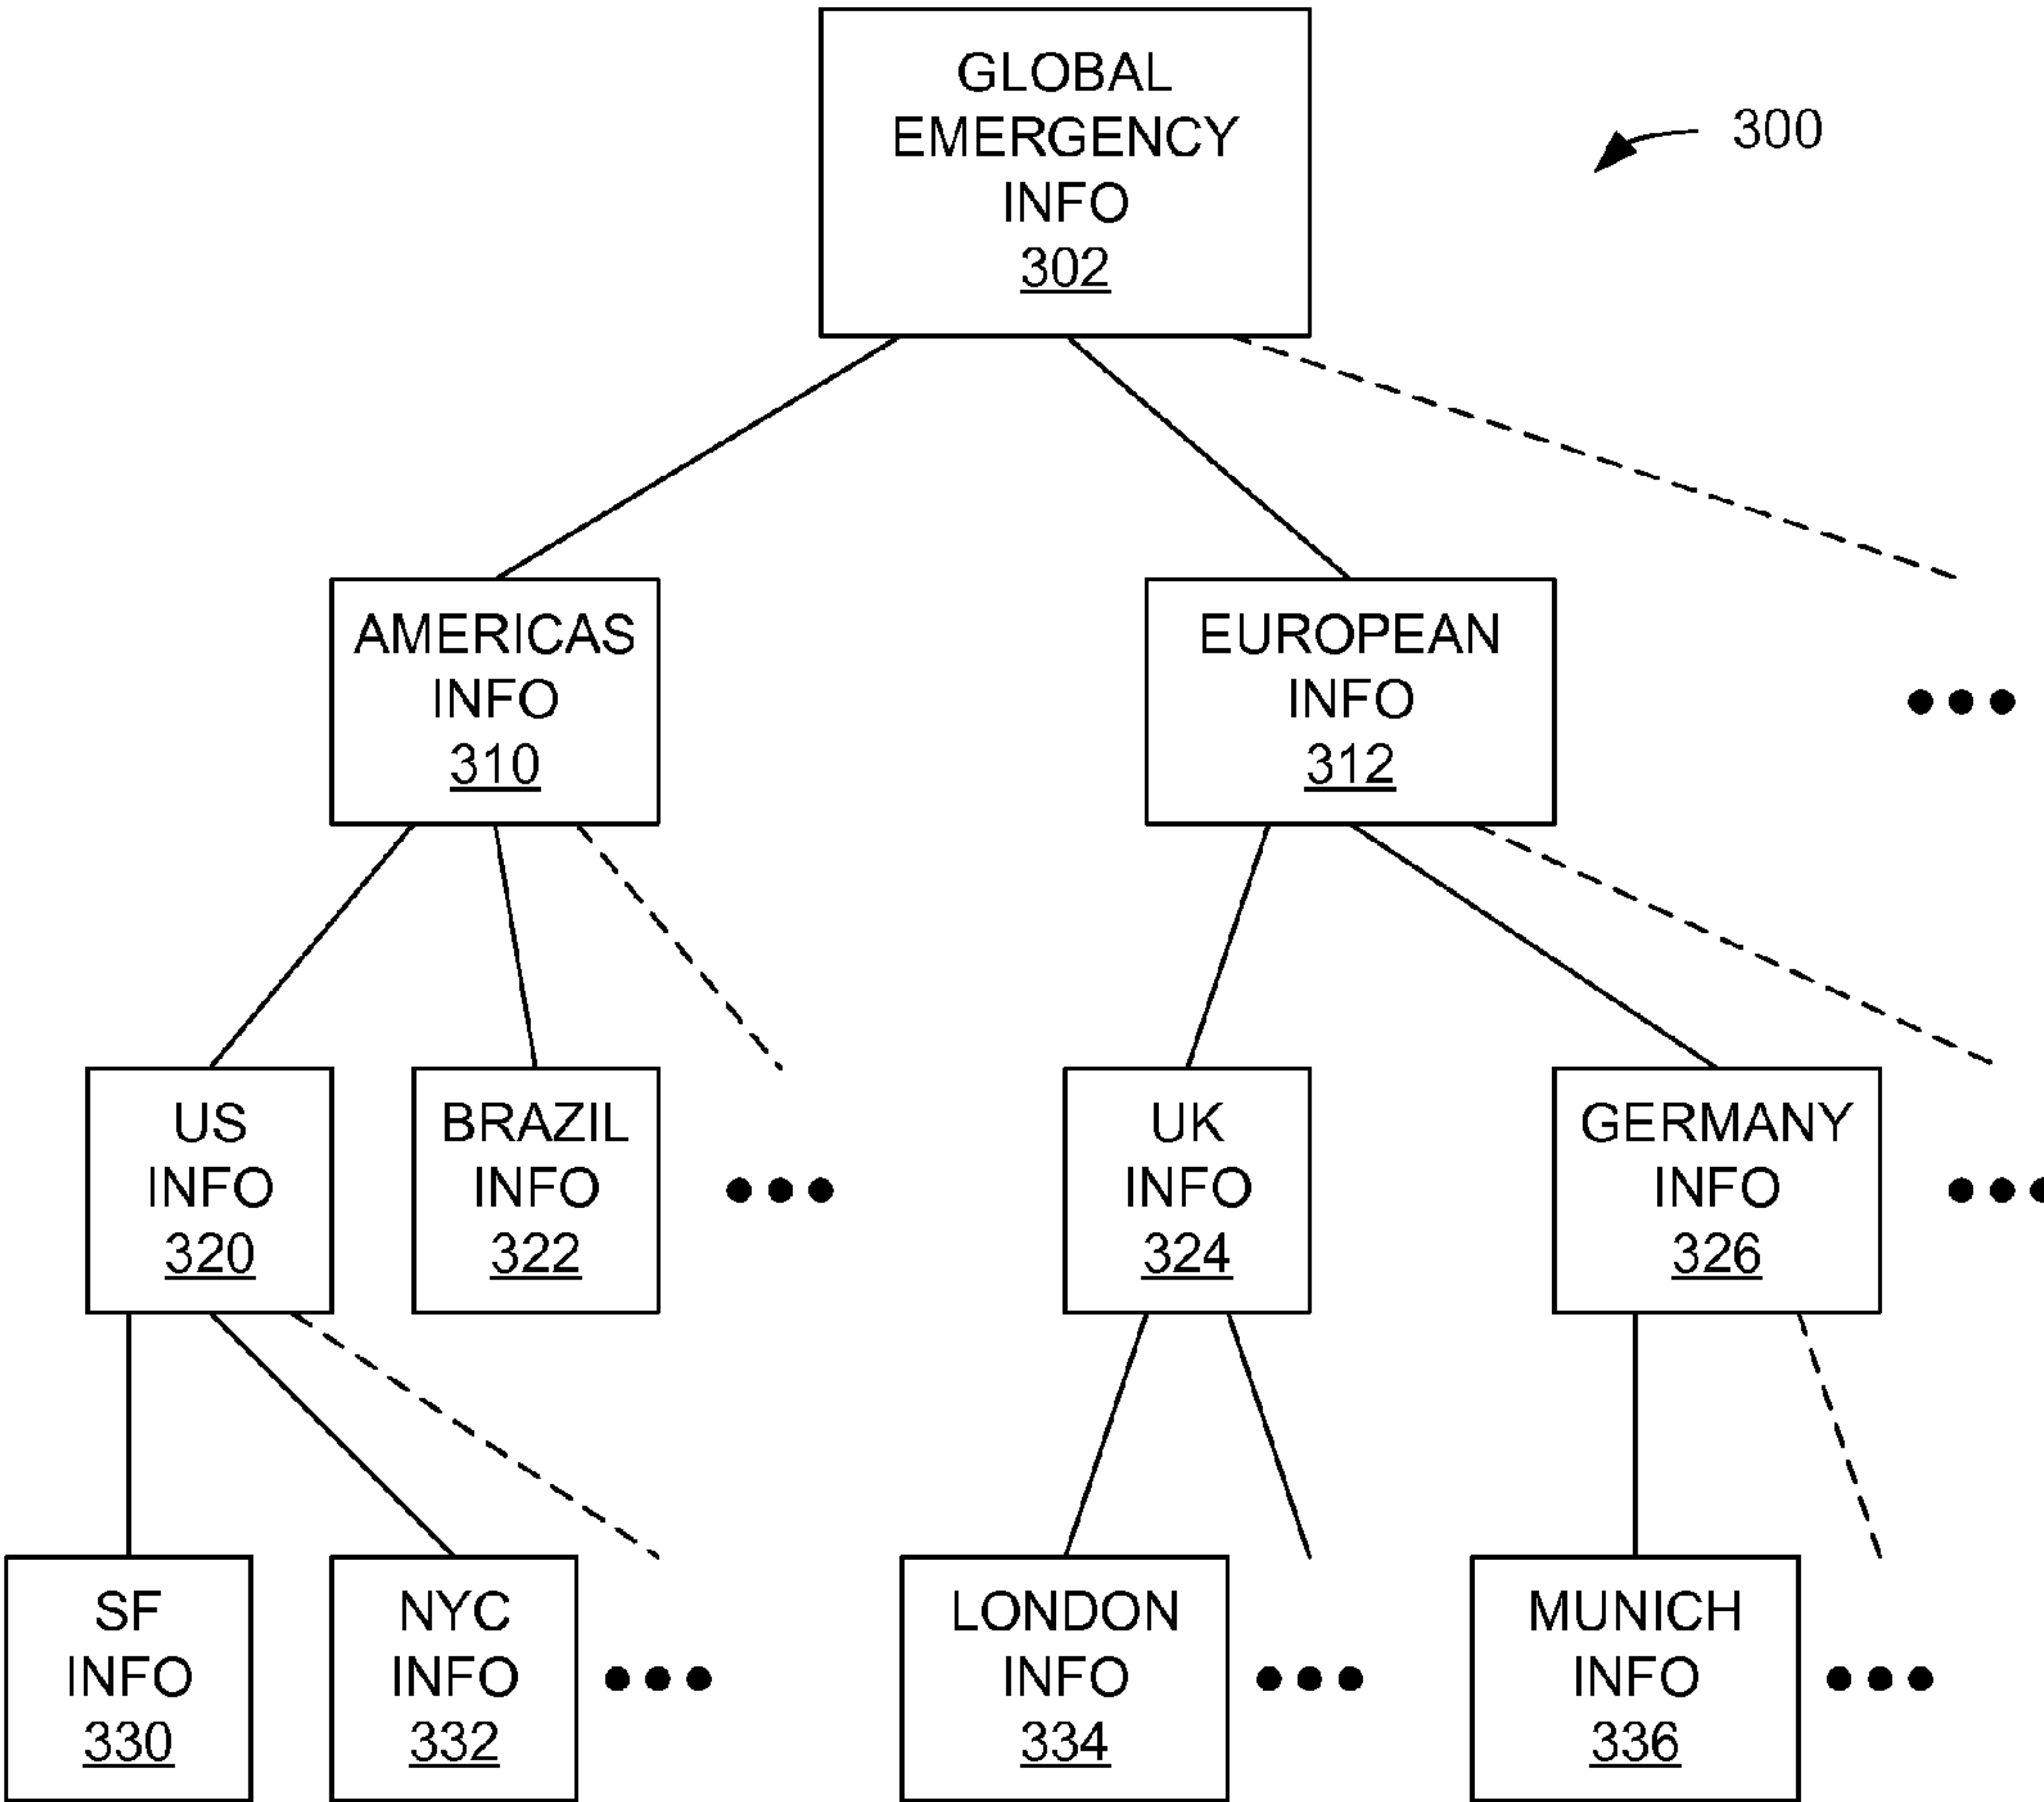 GLOBAL
EMERGENCY
INFO
302
300
AMERICAS
INFO
310
EUROPEAN
INFO
312
US
INFO
320
BRAZIL
INFO
322
UK
INFO
324
GERMANY
INFO
326
SF
INFO
330
NYC
INFO
332
LONDON
INFO
334
MUNICH
INFO
336